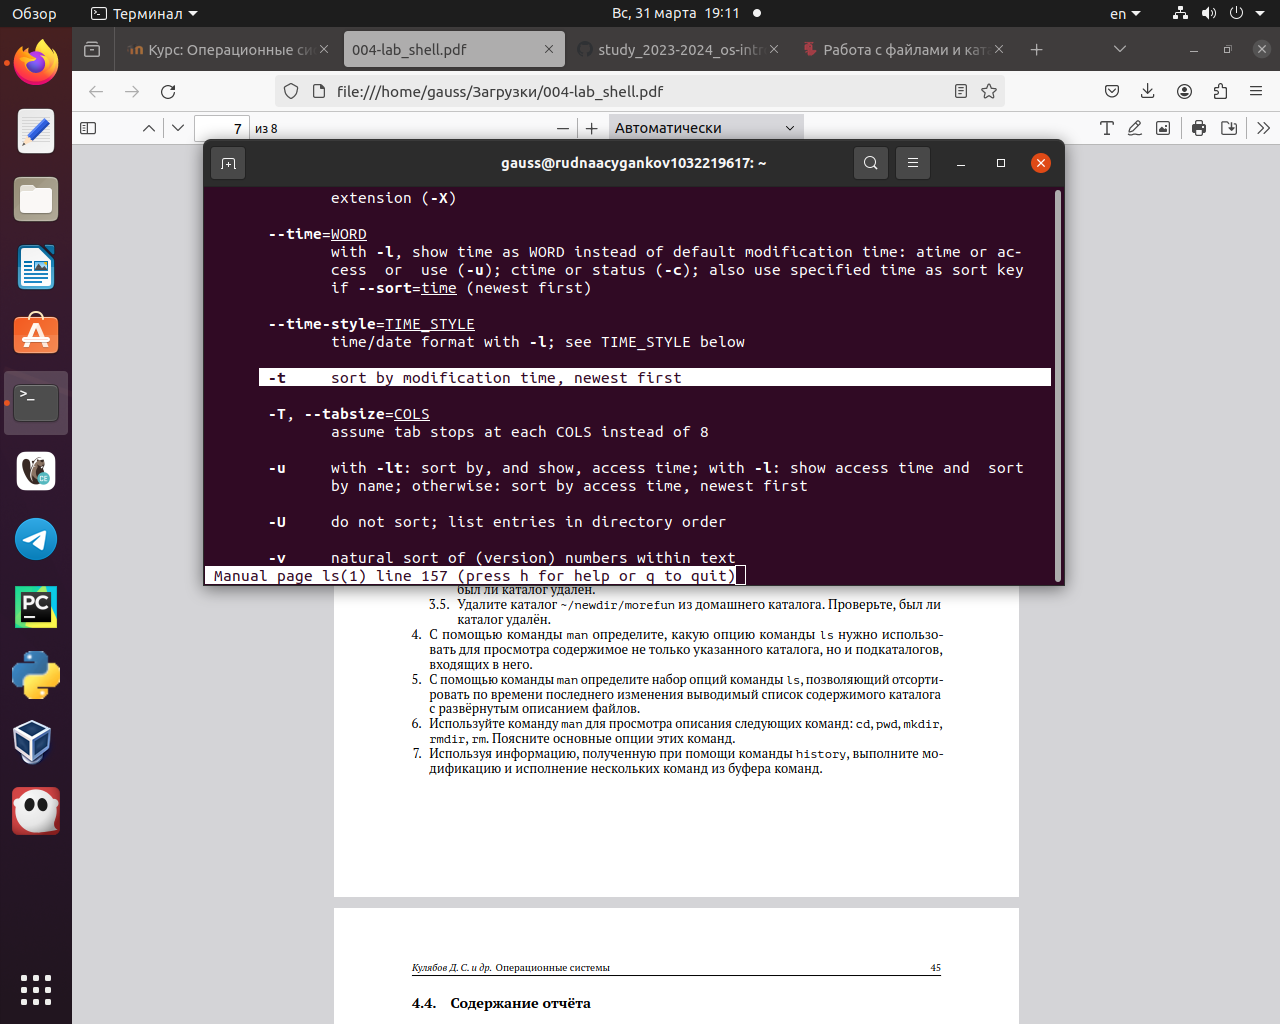 Обзор
Терминал
Вс, 31 марта 19:11
en
Курс: Операционные си
004-lab_shell.pdf
study_2023-2024_os-intr
Работа с файлами и ката
file:///home/gauss/Загрузки/004-lab_shell.pdf
7
из 8
Автоматически
gauss@rudnaacygankov1032219617: ~
extension (-X)
--time=WORD
with -l, show time as WORD instead of default modification time: atime or ac-
cess or use (-u); ctime or status (-c); also use specified time as sort key
if --sort=time (newest first)
--time-style=TIME_STYLE
time/date format with -l; see TIME_STYLE below
-t sort by modification time, newest first
-T, --tabsize=COLS
assume tab stops at each COLS instead of 8
-u with -lt: sort by, and show, access time; with -l: show access time and sort
by name; otherwise: sort by access time, newest first
-U do not sort; list entries in directory order
-v natural sort of (version) numbers within text
Manual page ls(1) line 157 (press h for help or q to quit)
был ли каталог удалён.
3.5. Удалите каталог ~/newdir/morefun из домашнего каталога. Проверьте, был ли
каталог удалён.
4. С помощью команды man определите, какую опцию команды ls нужно использо-
вать для просмотра содержимое не только указанного каталога, но и подкаталогов,
входящих в него.
5. С помощью команды man определите набор опций команды ls, позволяющий отсорти-
ровать по времени последнего изменения выводимый список содержимого каталога
с развёрнутым описанием файлов.
6. Используйте команду man для просмотра описания следующих команд: cd, pwd, mkdir,
rmdir, rm. Поясните основные опции этих команд.
7. Используя информацию, полученную при помощи команды history, выполните мо-
дификацию и исполнение нескольких команд из буфера команд.
Кулябов Д. С. и др. Операционные системы 45
4.4. Содержание отчёта